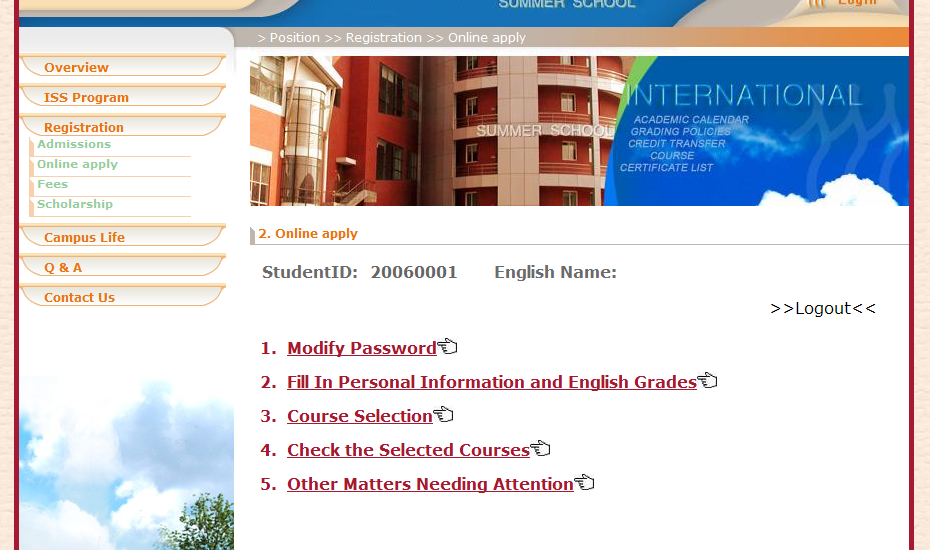 SUMMER SCHOOL
Login
> Position >> Registration >> Online apply
Overview
ISS Program
Registration
Admissions
Online apply
Fees
Scholarship
Campus Life
Q & A
Contact Us
INTERNATIONAL
SUMMER SCHOOL
ACADEMIC CALENDAR
GRADING POLICIES
CREDIT TRANSFER
COURSE
CERTIFICATE LIST
2. Online apply
StudentID: 20060001 English Name:
>>Logout<<
1. Modify Password
2. Fill In Personal Information and English Grades
3. Course Selection
4. Check the Selected Courses
5. Other Matters Needing Attention